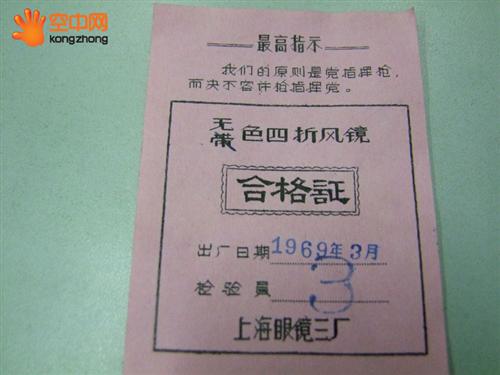 空中网
kongzhong
最高指示
我们的原则是党指挥枪，
而决不容许枪指挥党。
无带色四折风镜
合格証
出厂日期 1969年3月
检验员 3
上海眼镜三厂